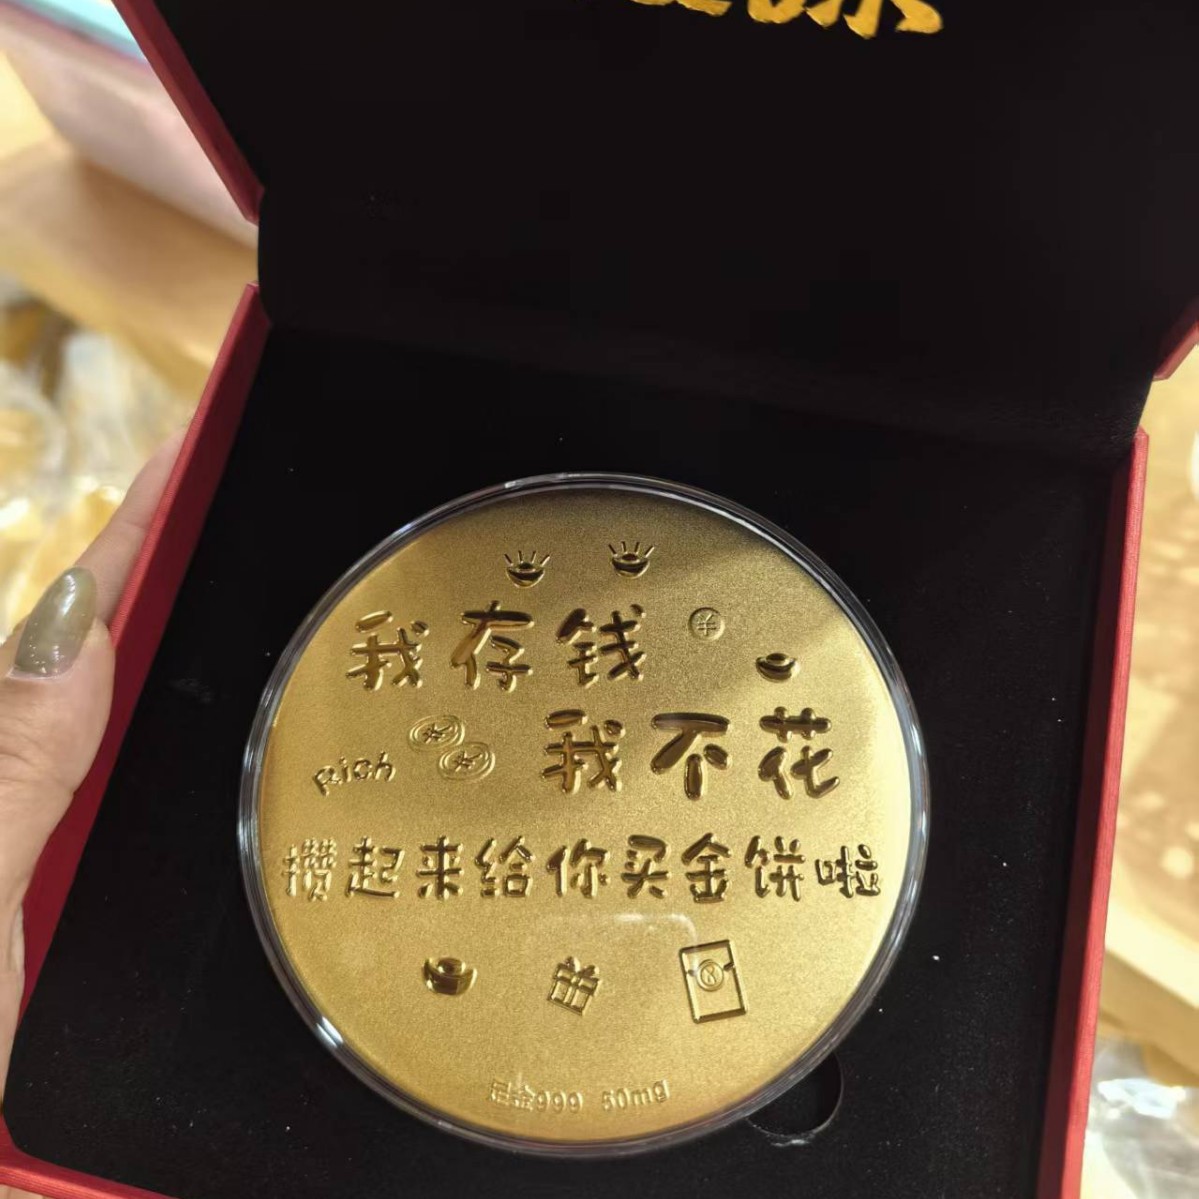 我存钱
Rich 我不花
攒起来给你买金饼啦
足金999 50mg